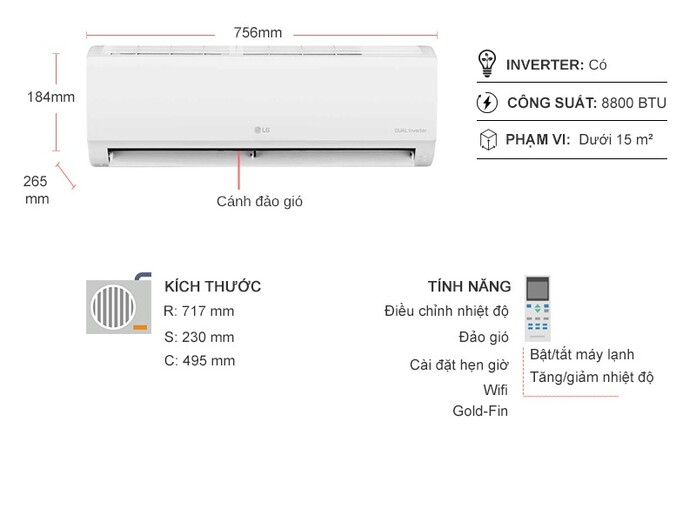 756mm
184mm
265
mm
LG
DUAL Inverter
Cánh đảo gió
INVERTER: Có
CÔNG SUẤT: 8800 BTU
PHẠM VI: Dưới 15 m²
KÍCH THƯỚC
R: 717 mm
S: 230 mm
C: 495 mm
TÍNH NĂNG
Điều chỉnh nhiệt độ
Đảo gió
Cài đặt hẹn giờ
Wifi
Gold-Fin
Bật/tắt máy lạnh
Tăng/giảm nhiệt độ